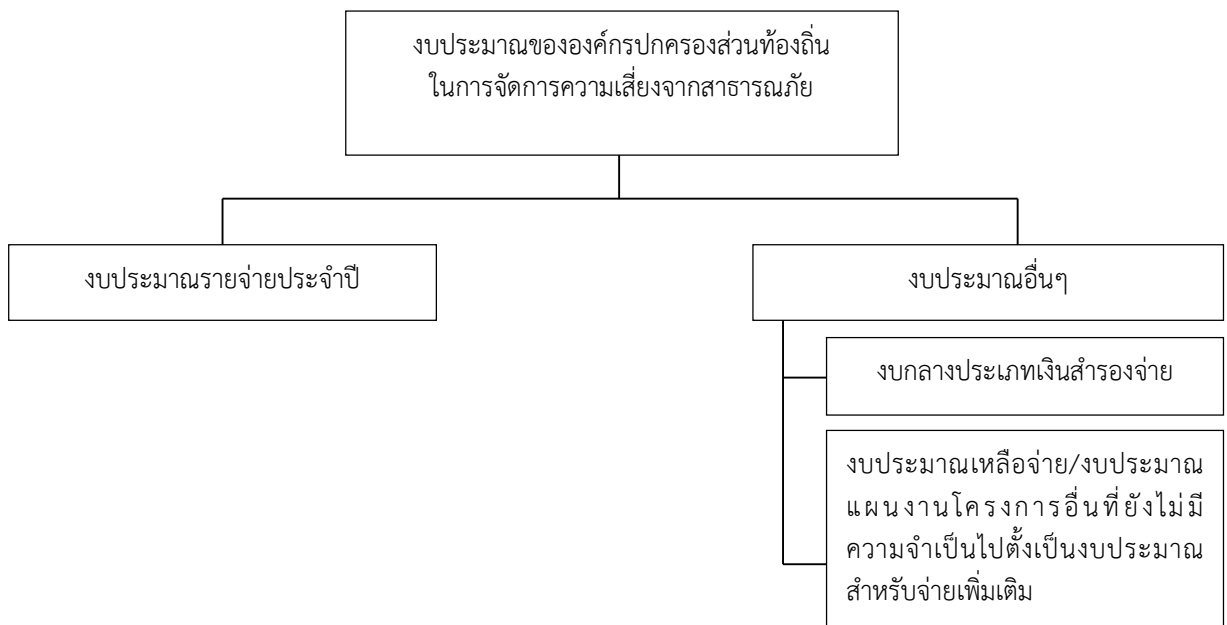 งบประมาณขององค์กรปกครองส่วนท้องถิ่น
ในการจัดการความเสี่ยงจากสาธารณภัย
งบประมาณรายจ่ายประจำปี
งบประมาณอื่นๆ
งบกลางประเภทเงินสำรองจ่าย
งบประมาณเหลือจ่าย/งบประมาณ
แผนงานโครงการอื่นที่ยังไม่มี
ความจำเป็นไปตั้งเป็นงบประมาณ
สำหรับจ่ายเพิ่มเติม